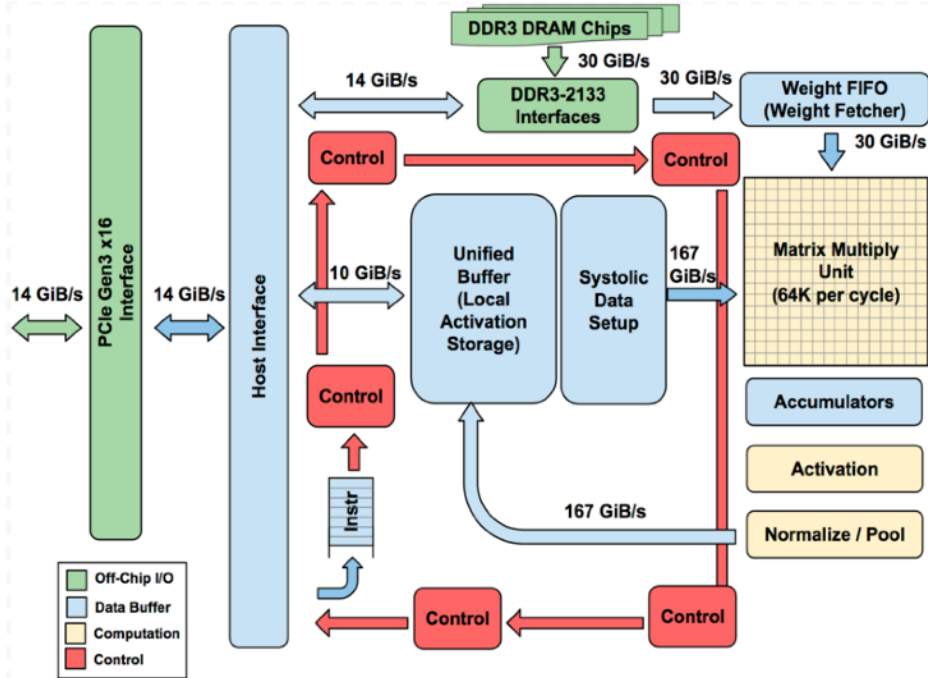 DDR3 DRAM Chips
30 GiB/s
14 GiB/s
DDR3-2133
Interfaces
30 GiB/s
Weight FIFO
(Weight Fetcher)
30 GiB/s
Control
Control
PCIe Gen3 x16
Interface
Host Interface
14 GiB/s
14 GiB/s
10 GiB/s
Unified
Buffer
(Local
Activation
Storage)
Systolic
Data
Setup
167
GiB/s
Matrix Multiply
Unit
(64K per cycle)
Control
Accumulators
Activation
Instr
167 GiB/s
Normalize / Pool
Off-Chip I/O
Data Buffer
Computation
Control
Control
Control